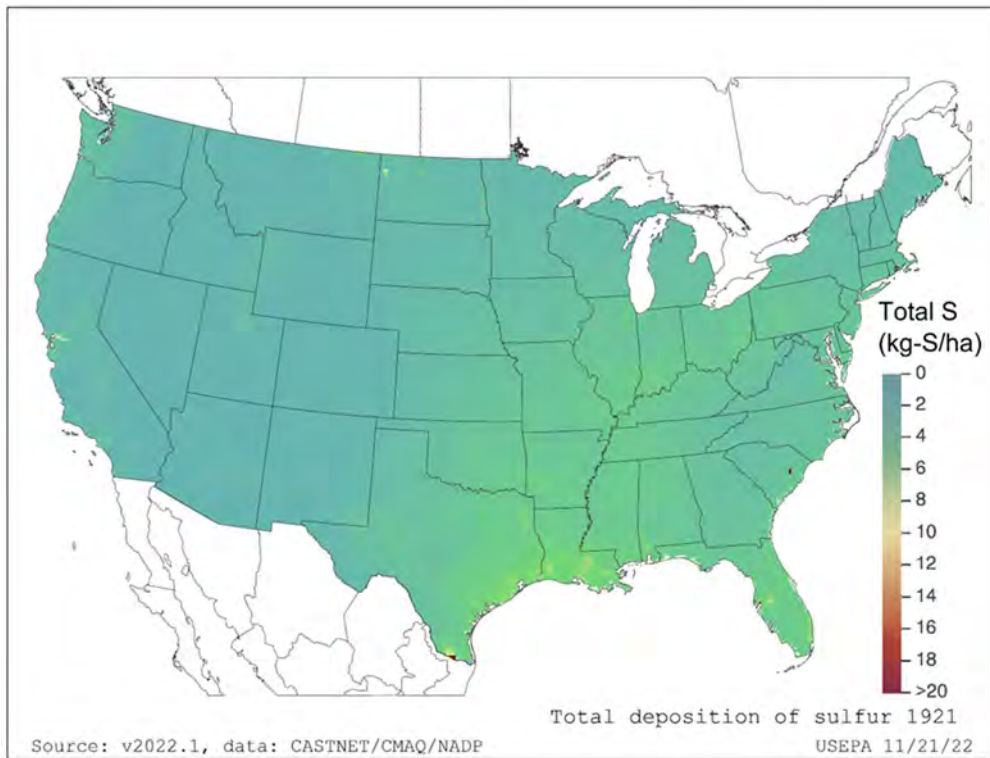 Total S
(kg-S/ha)
0
2
4
6
8
10
12
14
16
18
>20
Total deposition of sulfur 1921
Source: v2022.1, data: CASTNET/CMAQ/NADP
USEPA 11/21/22